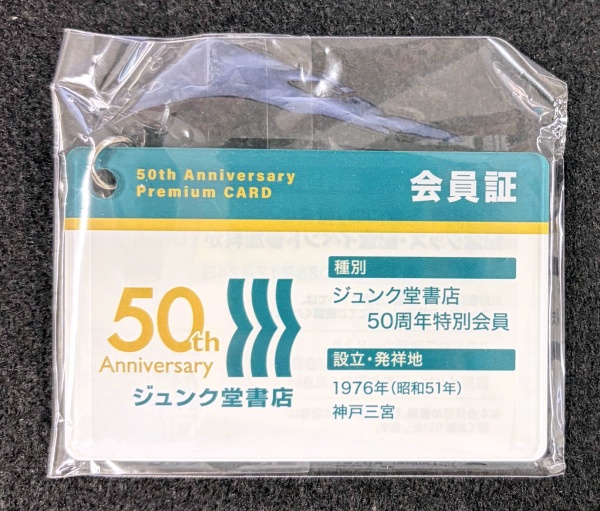 50th Anniversary
Premium CARD
会員証
50th
Anniversary
ジュンク堂書店
種別
ジュンク堂書店
50周年特別会員
設立・発祥地
1976年(昭和51年)
神戸三宮